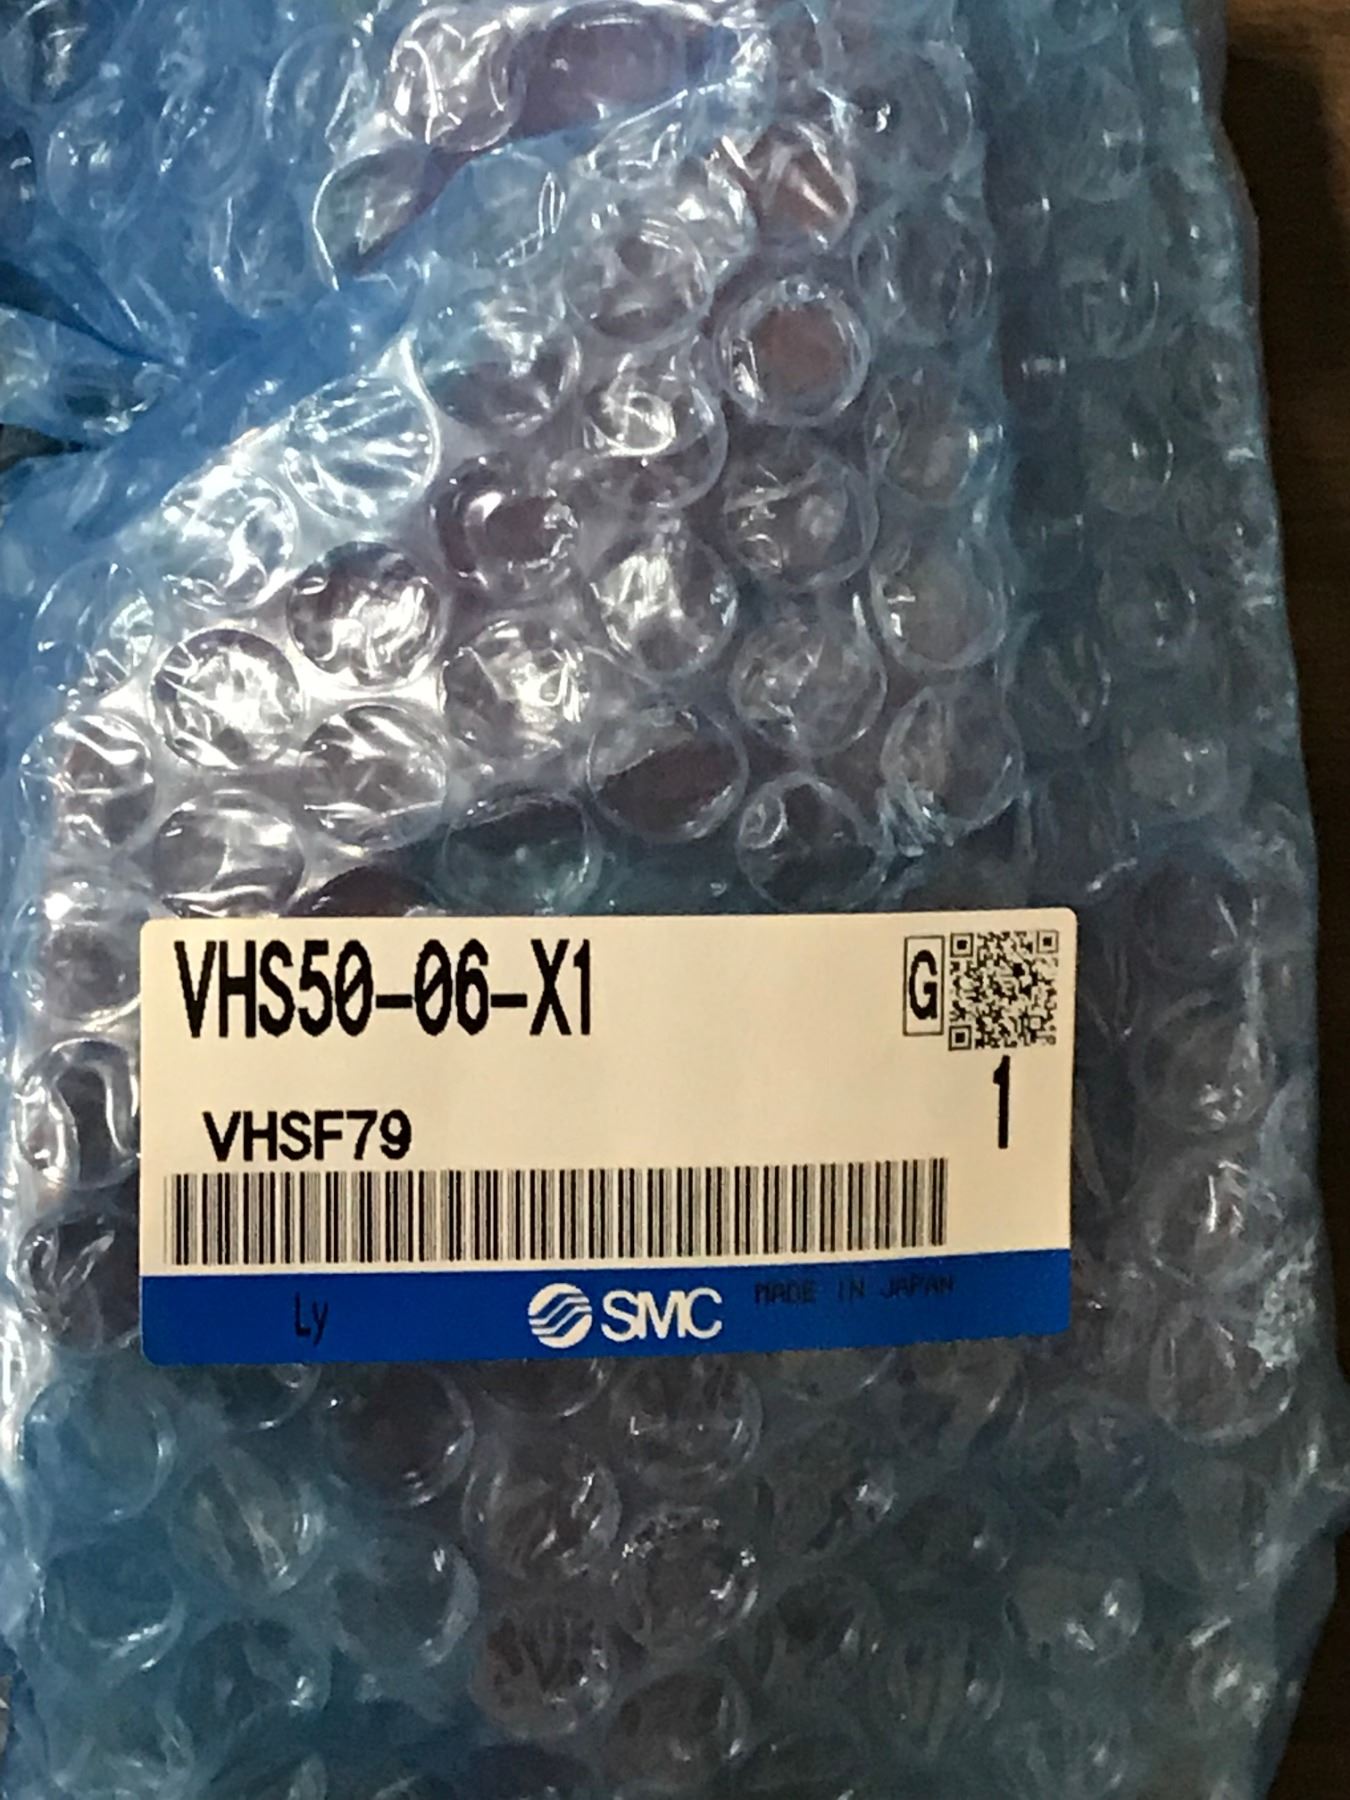 VHS50-06-X1
G
1
VHSF79
Ly
SMC
MADE IN JAPAN